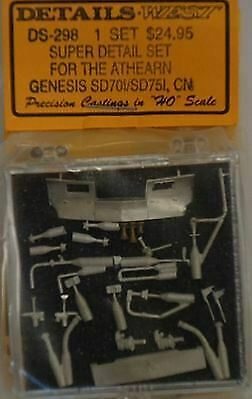 DETAILS WEST
DS-298 1 SET $24.95
SUPER DETAIL SET
FOR THE ATHEARN
GENESIS SD70I/SD75I, CN
Precision Castings in "HO" Scale